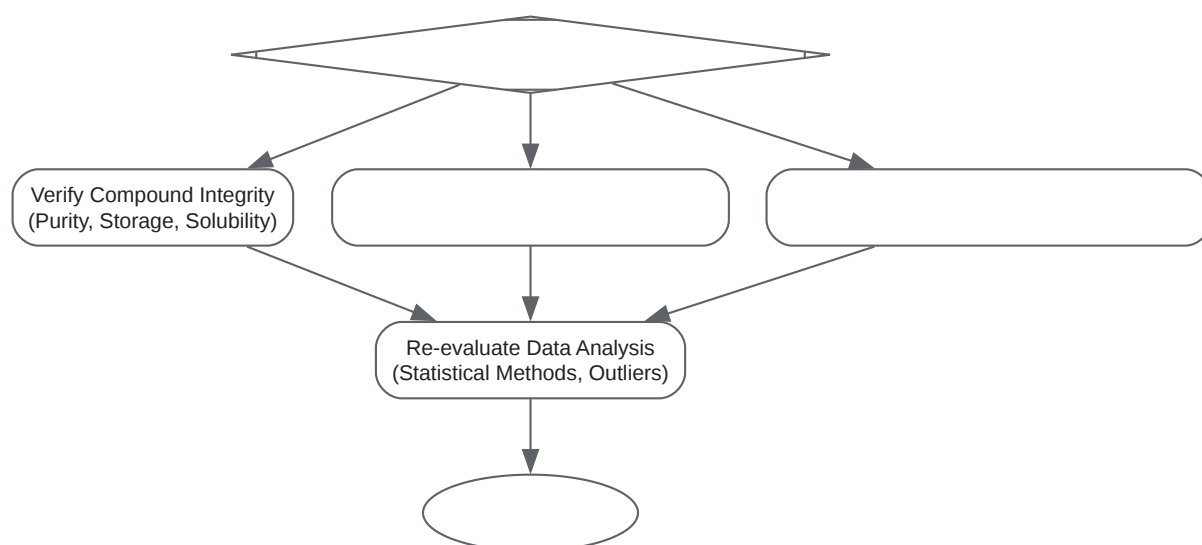 Verify Compound Integrity
(Purity, Storage, Solubility)
Re-evaluate Data Analysis
(Statistical Methods, Outliers)